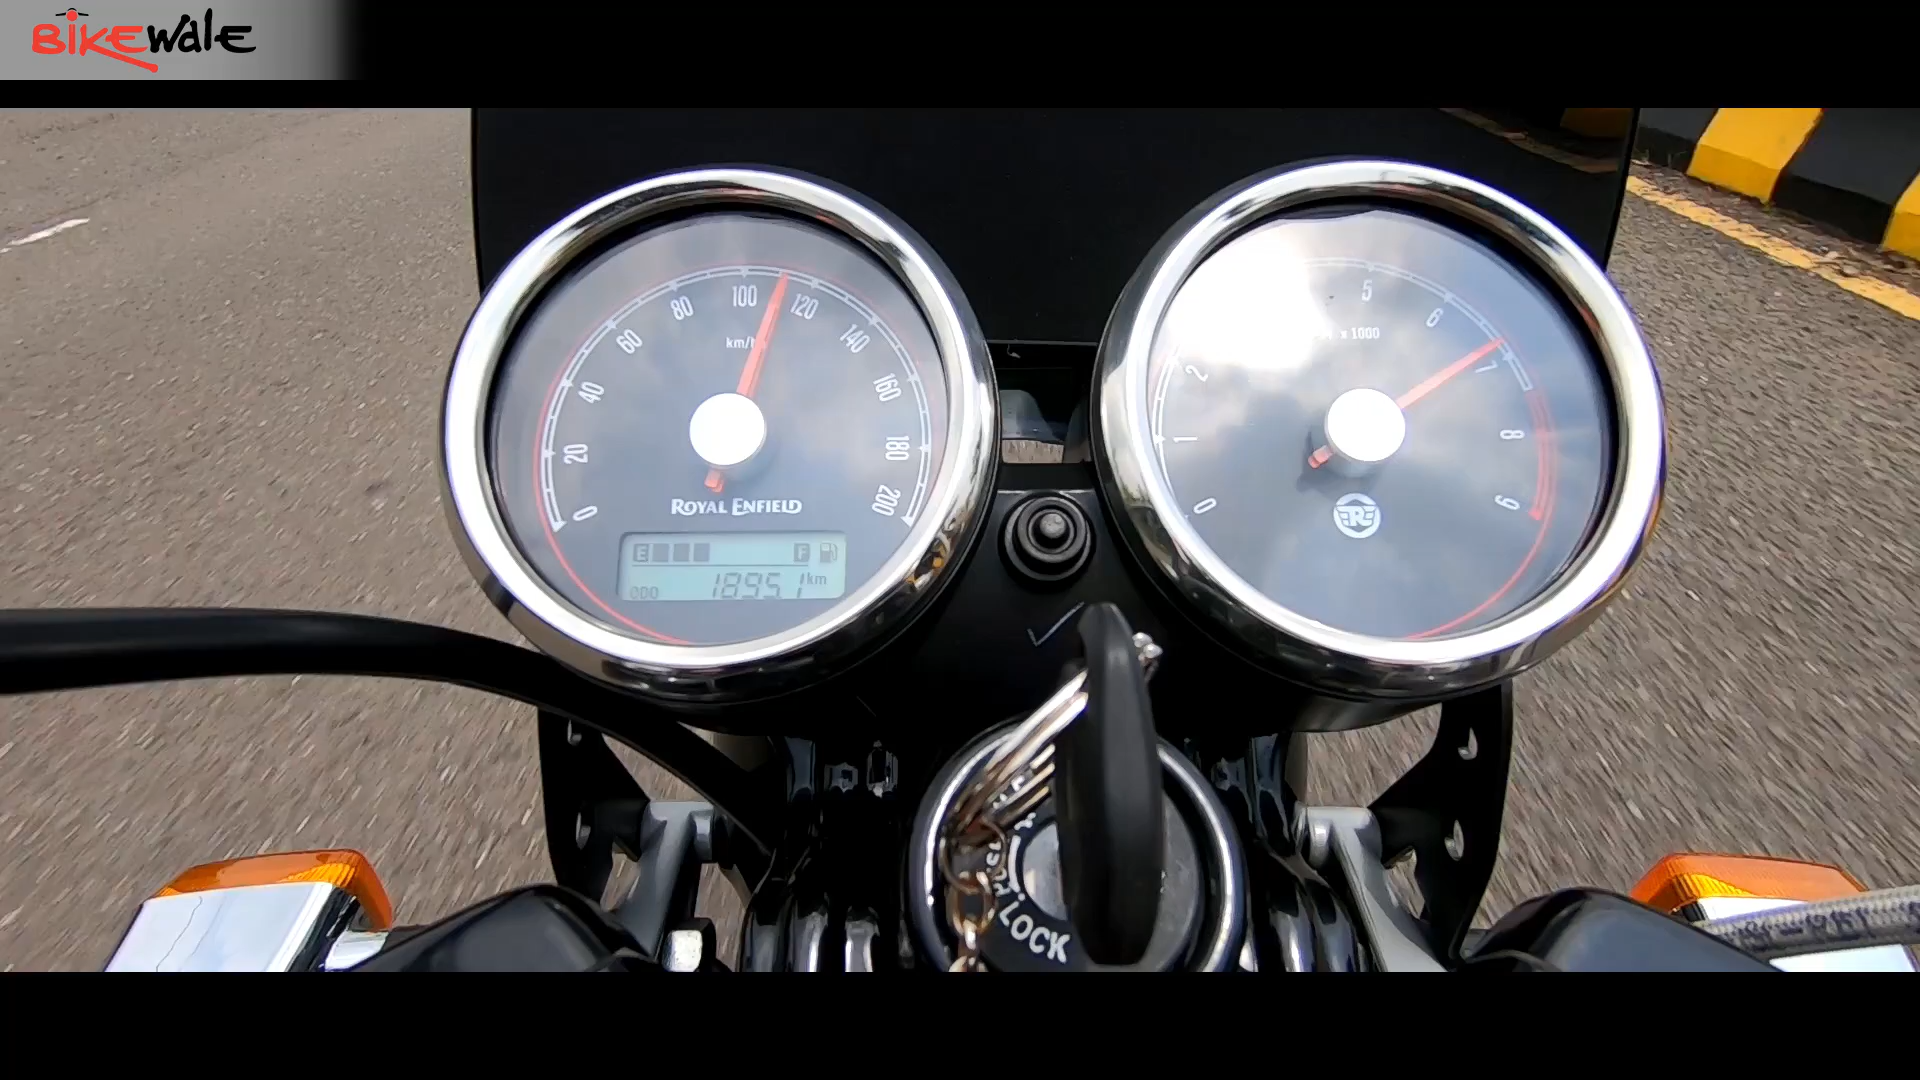 BIKEWALE
0 20 40 60 80 100 120 140 160 180 200
km/h
ROYAL ENFIELD
E F
ODO 1895.1 km
0 1 2 5 6 7 8 9
x 1000
R
LOCK